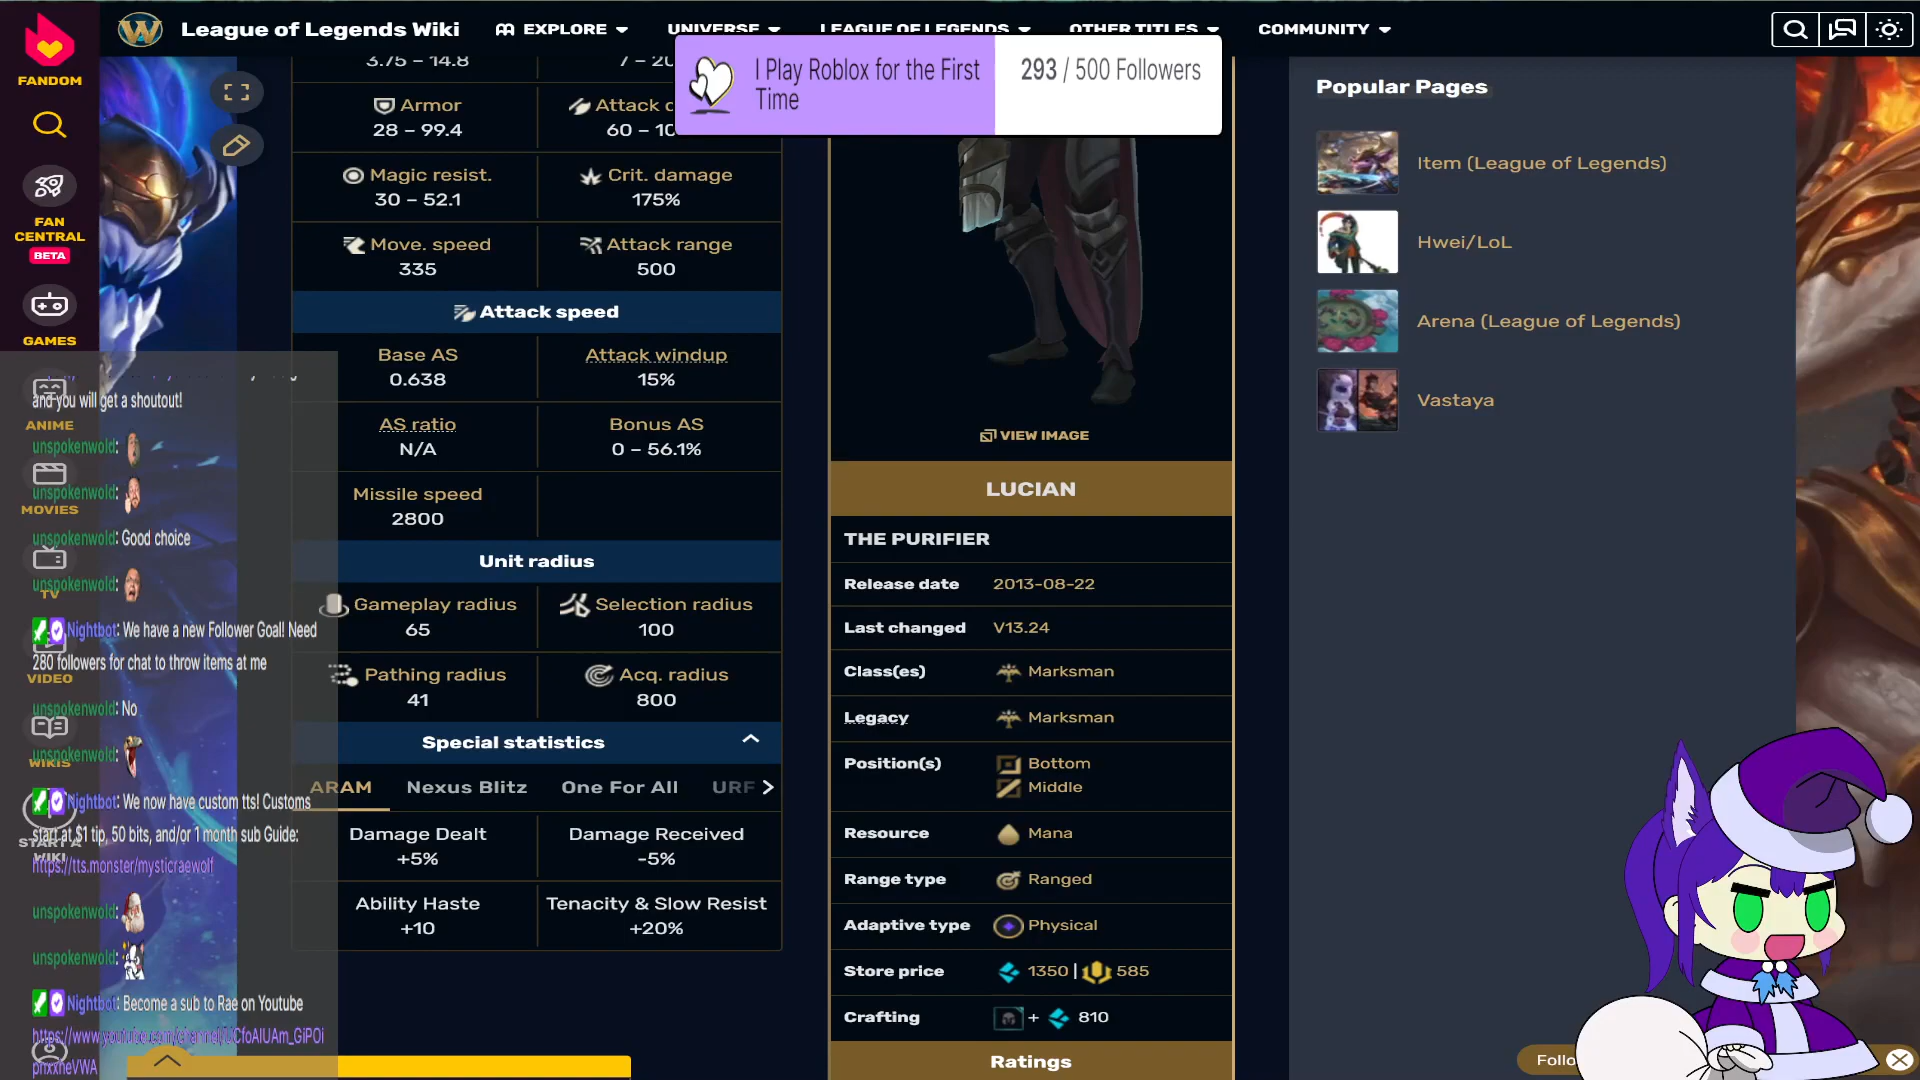 FANDOM
FAN
CENTRAL
BETA
GAMES
ANIME
MOVIES
TV
VIDEO
WIKIS
START A
WIKI
League of Legends Wiki
EXPLORE
UNIVERSE
LEAGUE OF LEGENDS
OTHER TITLES
COMMUNITY
I Play Roblox for the First
Time
293 / 500 Followers
3.75 – 14.8
Armor
28 – 99.4
Attack
60 –
Magic resist.
30 – 52.1
Crit. damage
175%
Move. speed
335
Attack range
500
Attack speed
Base AS
0.638
Attack windup
15%
AS ratio
N/A
Bonus AS
0 – 56.1%
Missile speed
2800
Unit radius
Gameplay radius
65
Selection radius
100
Pathing radius
41
Acq. radius
800
Special statistics
ARAM
Nexus Blitz
One For All
URF
Damage Dealt
+5%
Damage Received
-5%
Ability Haste
+10
Tenacity & Slow Resist
+20%
and you will get a shoutout!
unspokenwold:
unspokenwold:
unspokenwold: Good choice
unspokenwold:
Nightbot: We have a new Follower Goal! Need
280 followers for chat to throw items at me
unspokenwold: No
unspokenwold:
Nightbot: We now have custom tts! Customs
start at $1 tip, 50 bits, and/or 1 month sub Guide:
https://tts.monster/mysticraewolf
unspokenwold:
unspokenwold:
Nightbot: Become a sub to Rae on Youtube
VIEW IMAGE
LUCIAN
THE PURIFIER
Release date 2013-08-22
Last changed V13.24
Class(es) Marksman
Legacy Marksman
Position(s) Bottom
Middle
Resource Mana
Range type Ranged
Adaptive type Physical
Store price 1350 | 585
Crafting + 810
Ratings
Popular Pages
Item (League of Legends)
Hwei/LoL
Arena (League of Legends)
Vastaya
Follo